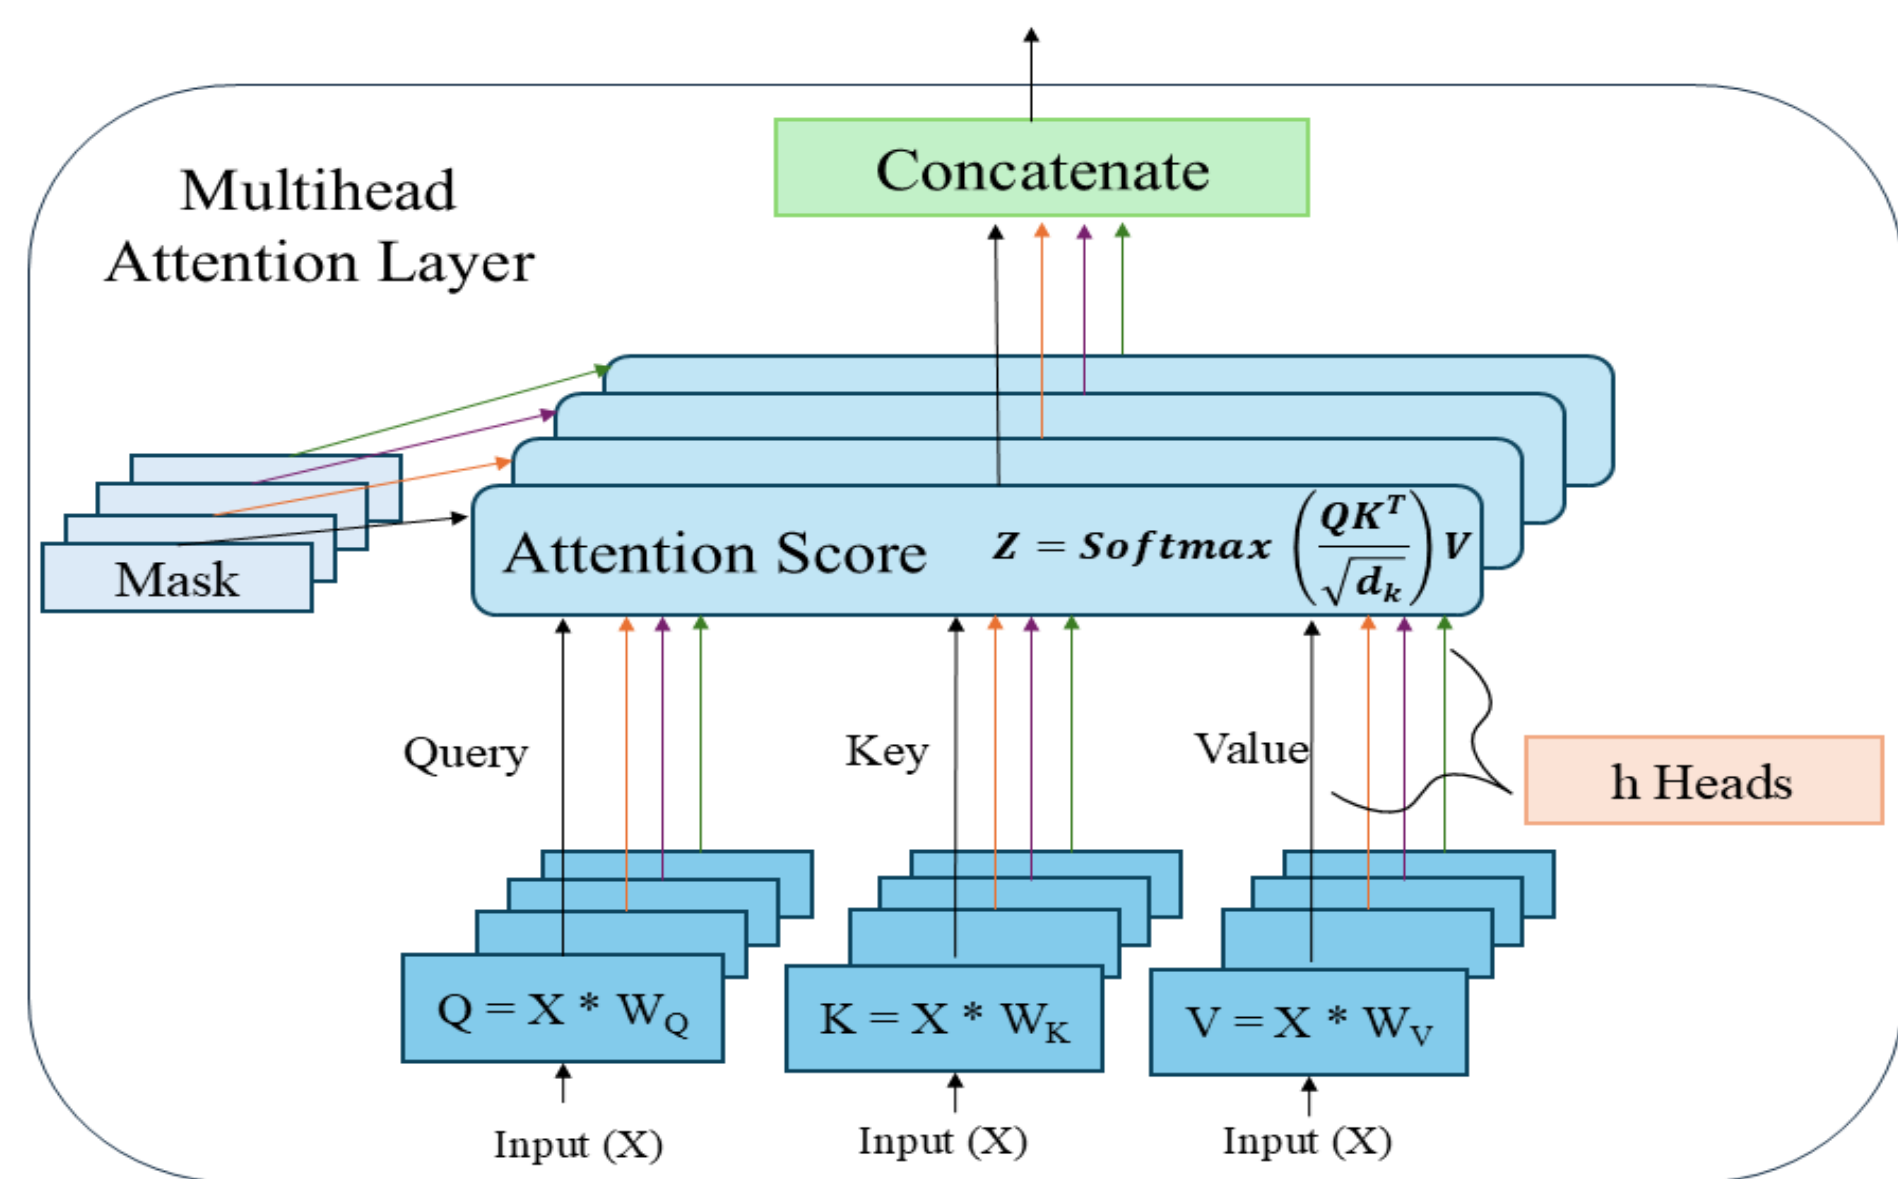 Concatenate
Multihead
Attention Layer
Attention Score Z = Softmax (QK^T / √d_k) V
Mask
Query
Key
Value
h Heads
Q = X * W_Q
K = X * W_K
V = X * W_V
Input (X)
Input (X)
Input (X)